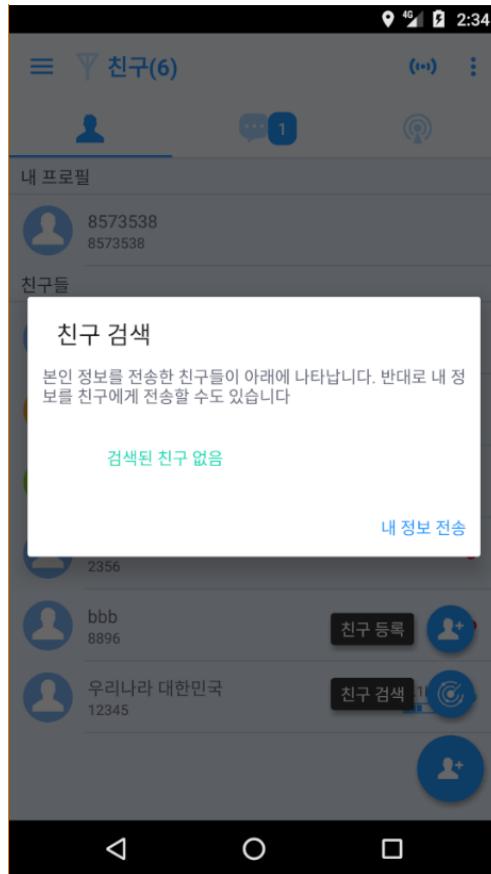 4G 2:34
친구(6)
1
내 프로필
8573538
8573538
친구들
친구 검색
본인 정보를 전송한 친구들이 아래에 나타납니다. 반대로 내 정
보를 친구에게 전송할 수도 있습니다
검색된 친구 없음
내 정보 전송
2356
bbb
8896
친구 등록
우리나라 대한민국
12345
친구 검색